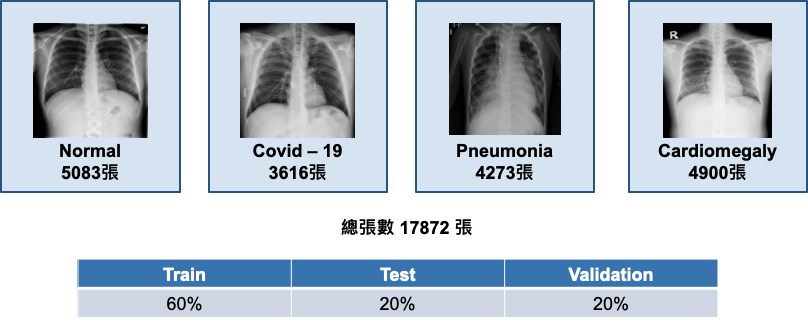 R
Normal
5083張
Covid – 19
3616張
Pneumonia
4273張
Cardiomegaly
4900張
總張數 17872 張
Train Test Validation
60% 20% 20%